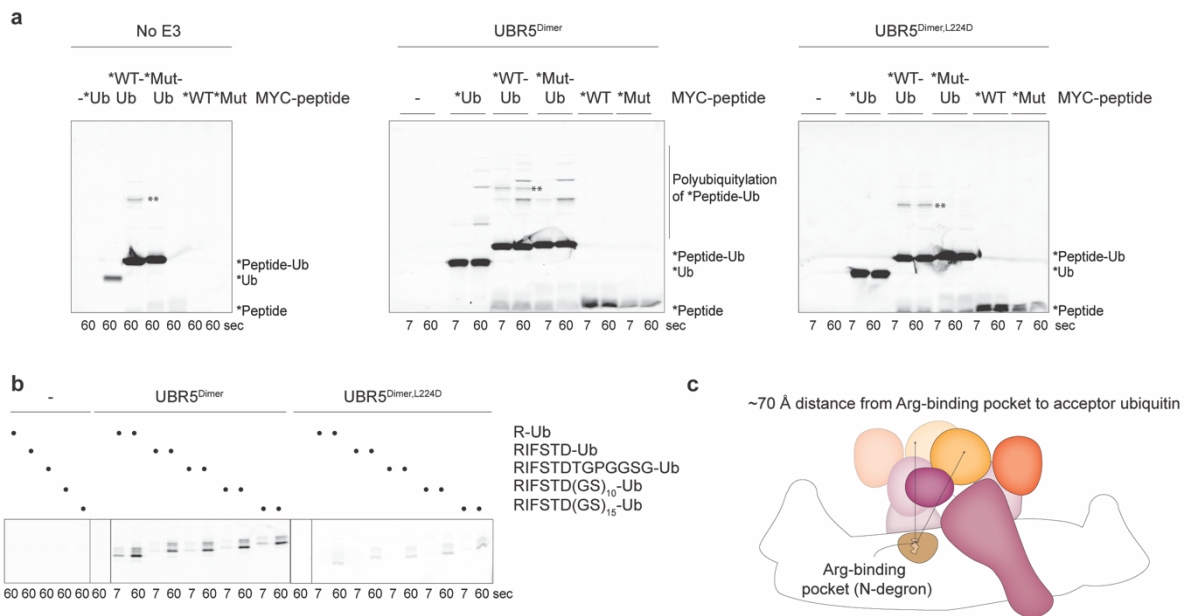 a
No E3
UBR5Dimer
UBR5Dimer,L224D
*WT-*Mut-
-*Ub Ub Ub *WT*Mut MYC-peptide
*WT- *Mut-
- *Ub Ub Ub *WT *Mut MYC-peptide
*WT- *Mut-
- *Ub Ub Ub *WT *Mut MYC-peptide
**
*Peptide-Ub
*Ub
*Peptide
60 60 60 60 60 60 60 sec
**
Polyubiquitylation
of *Peptide-Ub
*Peptide-Ub
*Ub
*Peptide
7 60 7 60 7 60 7 60 7 60 7 60 sec
**
*Peptide-Ub
*Ub
*Peptide
7 60 7 60 7 60 7 60 7 60 7 60 sec
b
- UBR5Dimer UBR5Dimer,L224D
R-Ub
RIFSTD-Ub
RIFSTDTGPGGSG-Ub
RIFSTD(GS)10-Ub
RIFSTD(GS)15-Ub
60 60 60 60 60 60 7 60 7 60 7 60 7 60 7 60 60 7 60 7 60 7 60 7 60 7 60 sec
c
~70 Å distance from Arg-binding pocket to acceptor ubiquitin
Arg-binding
pocket (N-degron)